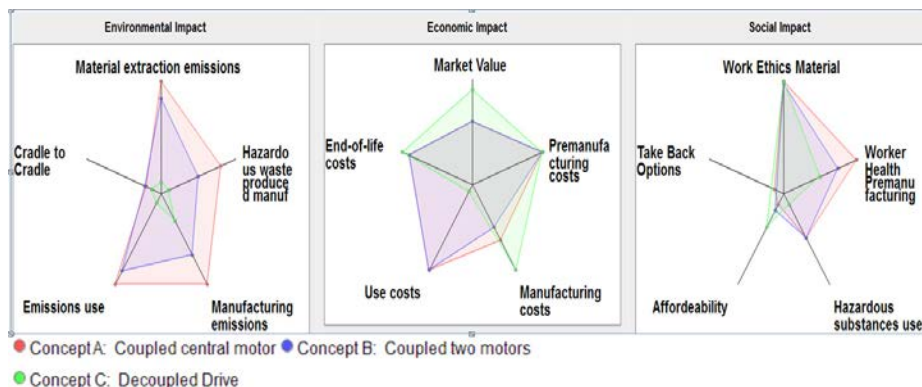 Environmental Impact
Economic Impact
Social Impact
Material extraction emissions
Cradle to
Cradle
Hazardo
us waste
produce
d manuf
Emissions use
Manufacturing
emissions
Market Value
End-of-life
costs
Premanufa
cturing
costs
Use costs
Manufacturing
costs
Work Ethics Material
Take Back
Options
Worker
Health
Premanu
facturing
Affordeability
Hazardous
substances use
Concept A: Coupled central motor
Concept B: Coupled two motors
Concept C: Decoupled Drive